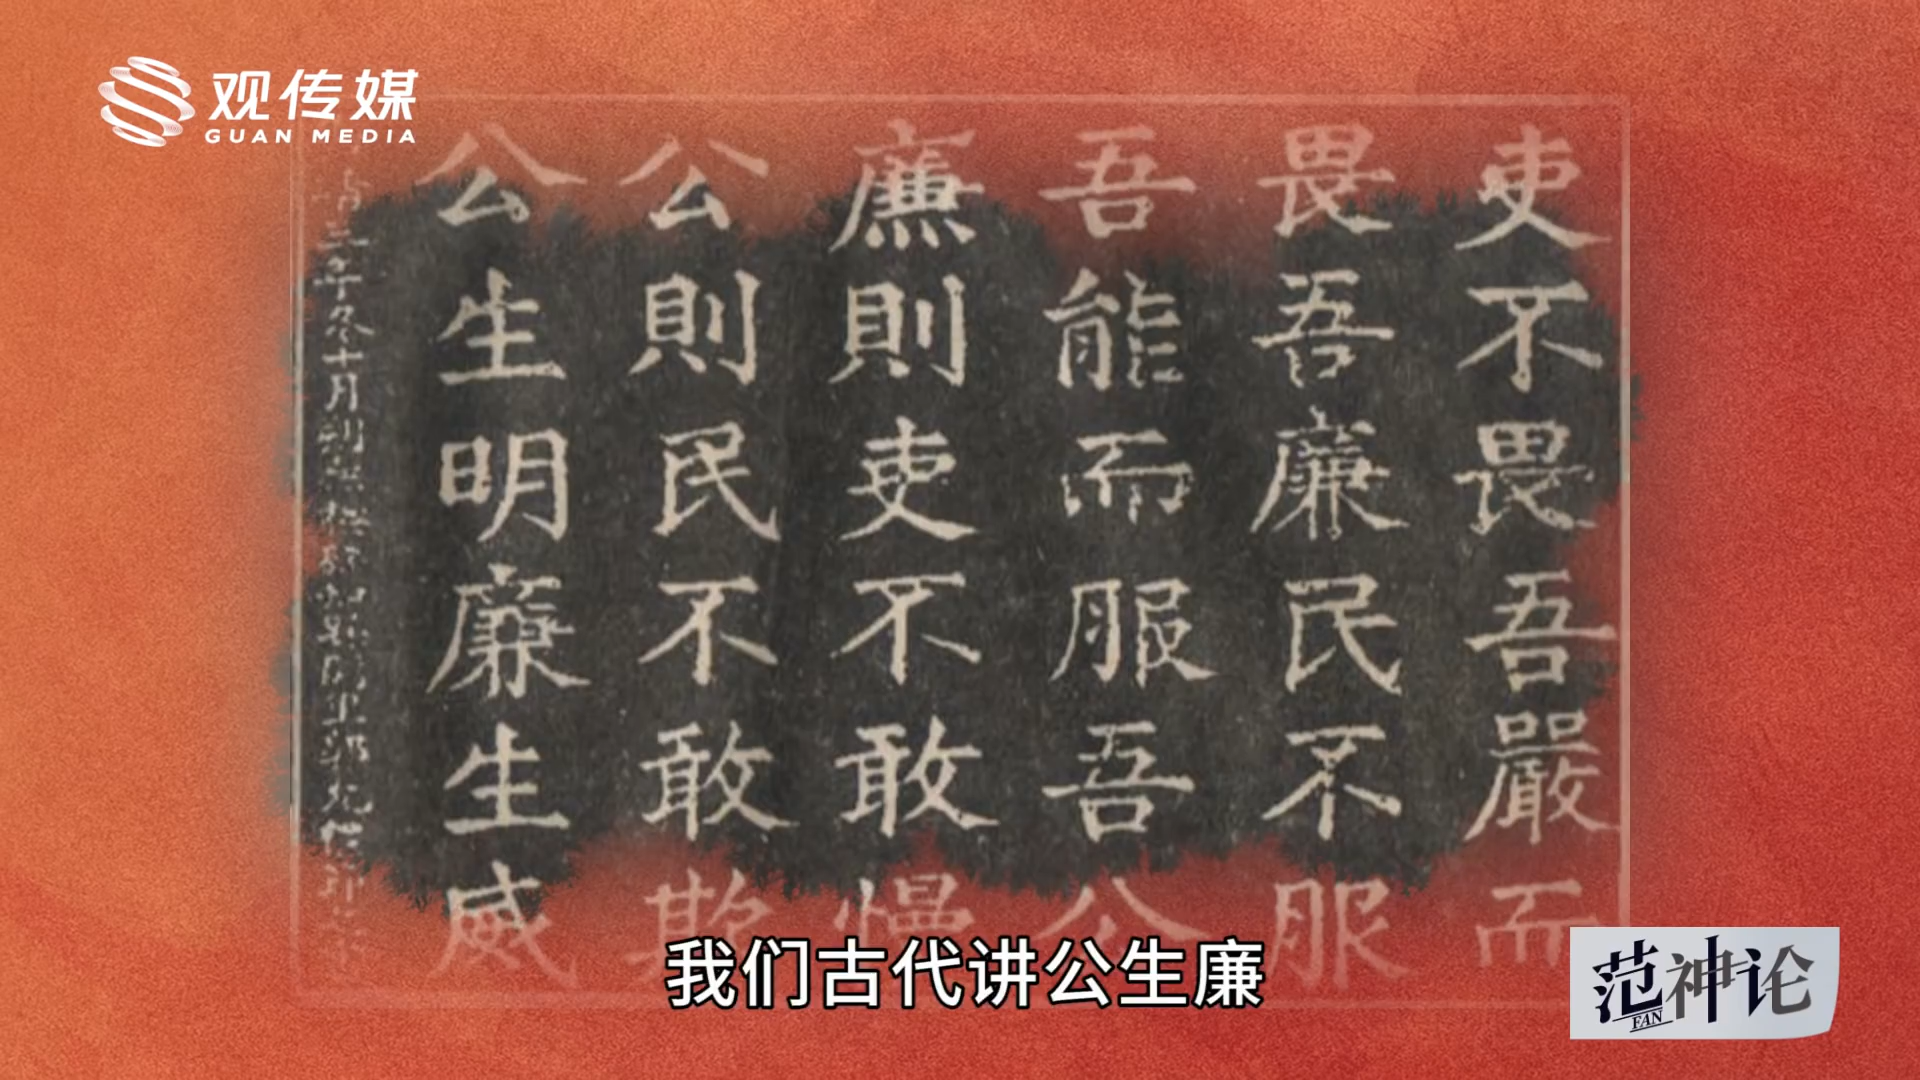 观传媒
GUAN MEDIA
吏不畏吾嚴而
畏吾廉民不服
吾能而服吾公
廉則吏不敢慢
公則民不敢欺
公生明廉生威
我们古代讲公生廉
范神论
FAN